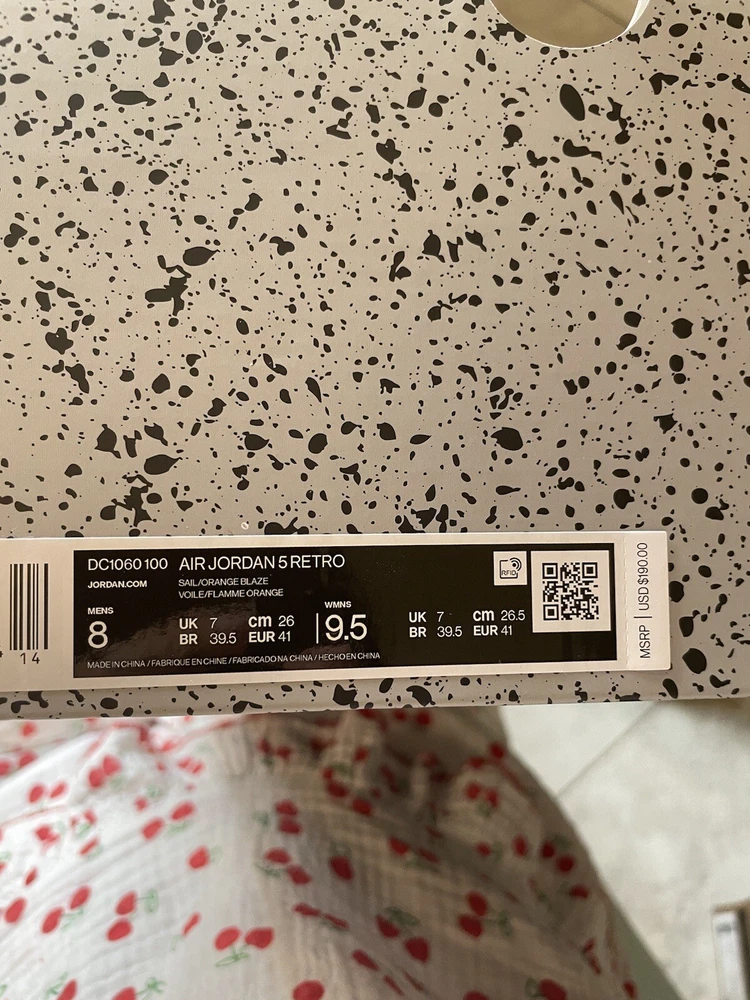 DC1060 100 AIR JORDAN 5 RETRO
JORDAN.COM
SAIL/ORANGE BLAZE
VOILE/FLAMME ORANGE
RFID
MENS
8
UK 7 cm 26
BR 39.5 EUR 41
WMNS
9.5
UK 7 cm 26.5
BR 39.5 EUR 41
MADE IN CHINA / FABRIQUE EN CHINE / FABRICADO NA CHINA / HECHO EN CHINA
MSRP | USD $190.00
14